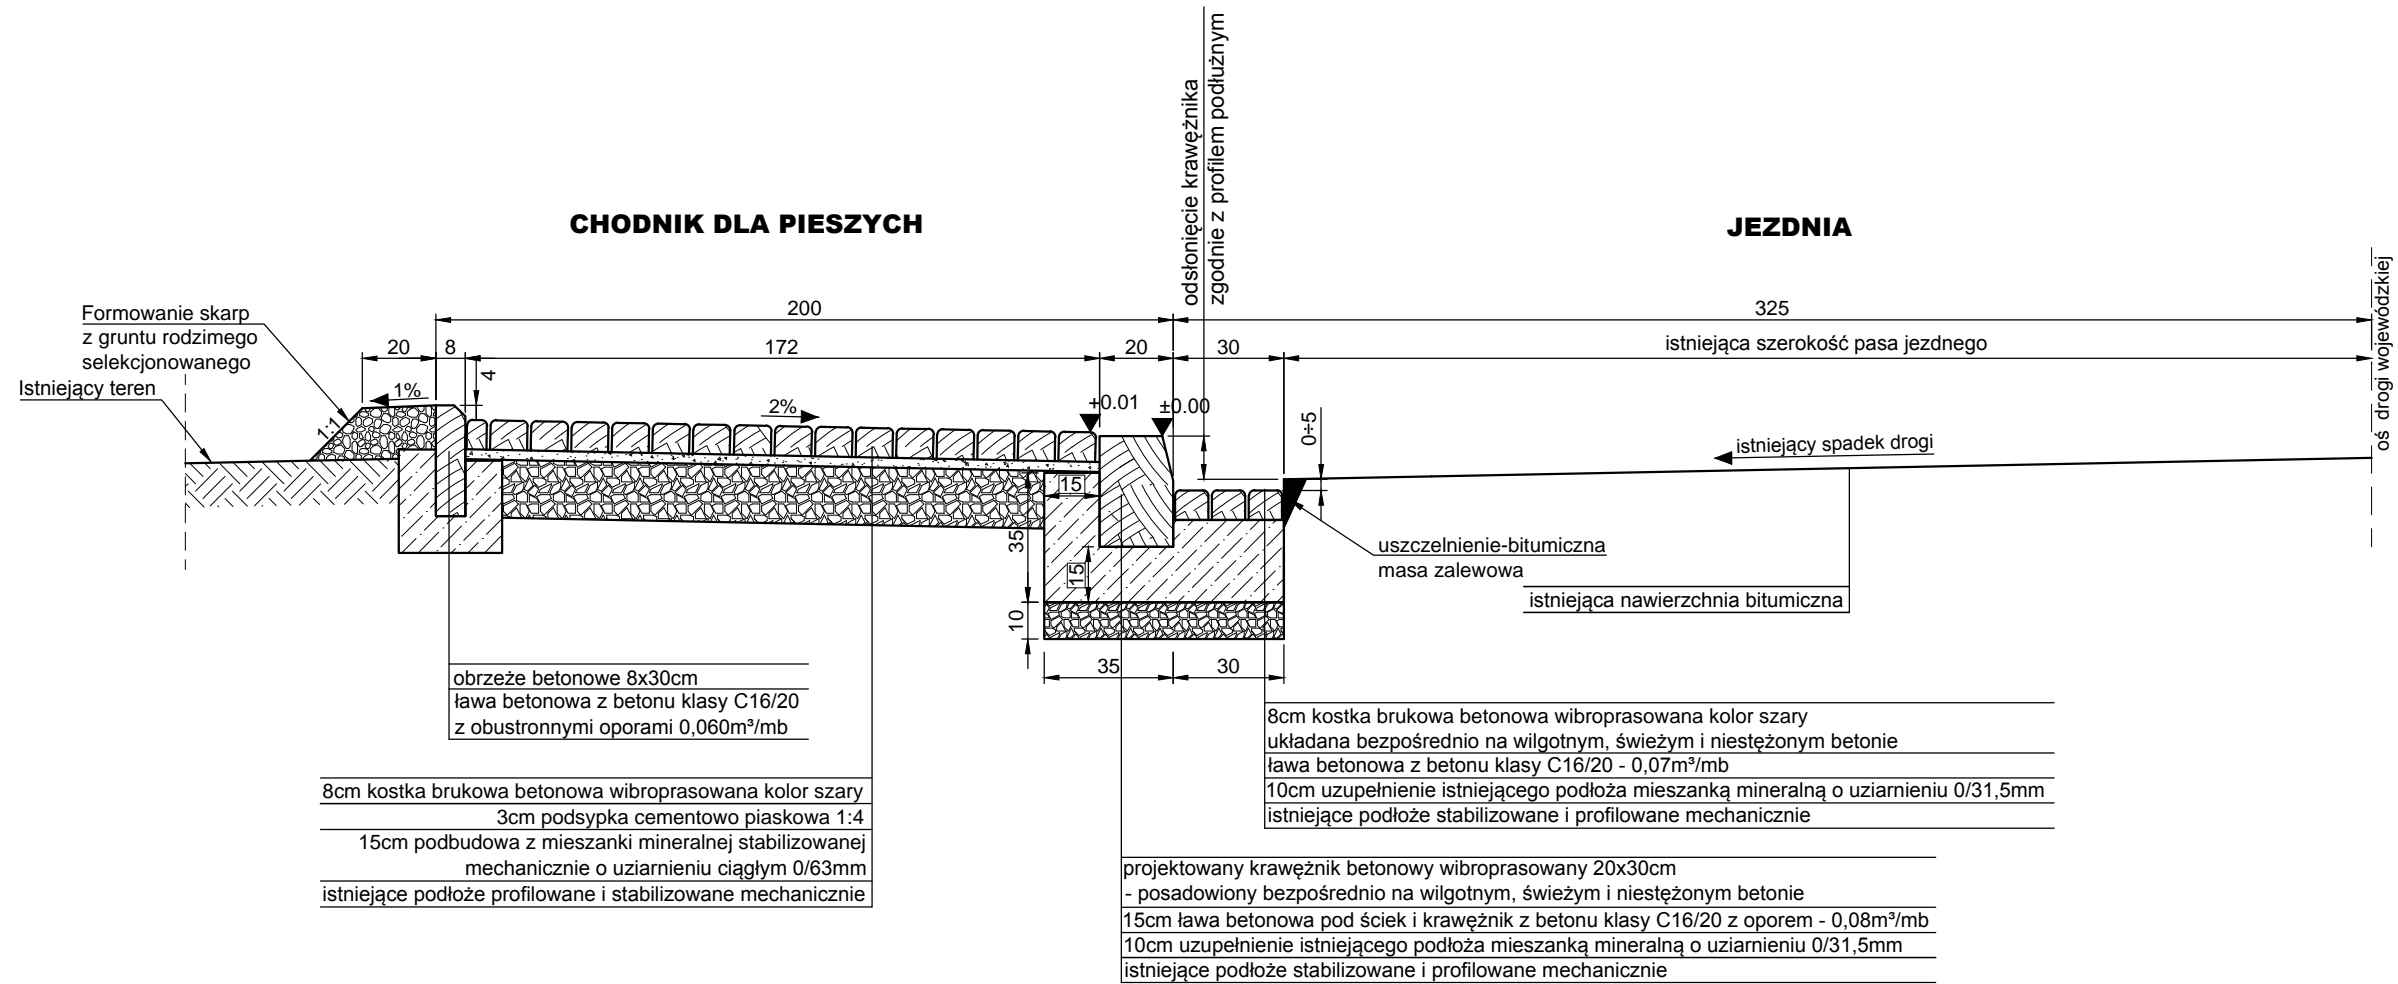 odsłonięcie krawężnika
zgodnie z profilem podłużnym
CHODNIK DLA PIESZYCH
JEZDNIA
oś drogi wojewódzkiej
Formowanie skarp
z gruntu rodzimego
selekcjonowanego
Istniejący teren
200
325
20
8
172
20
30
istniejąca szerokość pasa jezdnego
4
1%
1:1
2%
+0.01
±0.00
0÷5
istniejący spadek drogi
15
35
15
10
uszczelnienie-bitumiczna
masa zalewowa
istniejąca nawierzchnia bitumiczna
35
30
obrzeże betonowe 8x30cm
ława betonowa z betonu klasy C16/20
z obustronnymi oporami 0,060m³/mb
8cm kostka brukowa betonowa wibroprasowana kolor szary
3cm podsypka cementowo piaskowa 1:4
15cm podbudowa z mieszanki mineralnej stabilizowanej
mechanicznie o uziarnieniu ciągłym 0/63mm
istniejące podłoże profilowane i stabilizowane mechanicznie
8cm kostka brukowa betonowa wibroprasowana kolor szary
układana bezpośrednio na wilgotnym, świeżym i niestężonym betonie
ława betonowa z betonu klasy C16/20 - 0,07m³/mb
10cm uzupełnienie istniejącego podłoża mieszanką mineralną o uziarnieniu 0/31,5mm
istniejące podłoże stabilizowane i profilowane mechanicznie
projektowany krawężnik betonowy wibroprasowany 20x30cm
- posadowiony bezpośrednio na wilgotnym, świeżym i niestężonym betonie
15cm ława betonowa pod ściek i krawężnik z betonu klasy C16/20 z oporem - 0,08m³/mb
10cm uzupełnienie istniejącego podłoża mieszanką mineralną o uziarnieniu 0/31,5mm
istniejące podłoże stabilizowane i profilowane mechanicznie